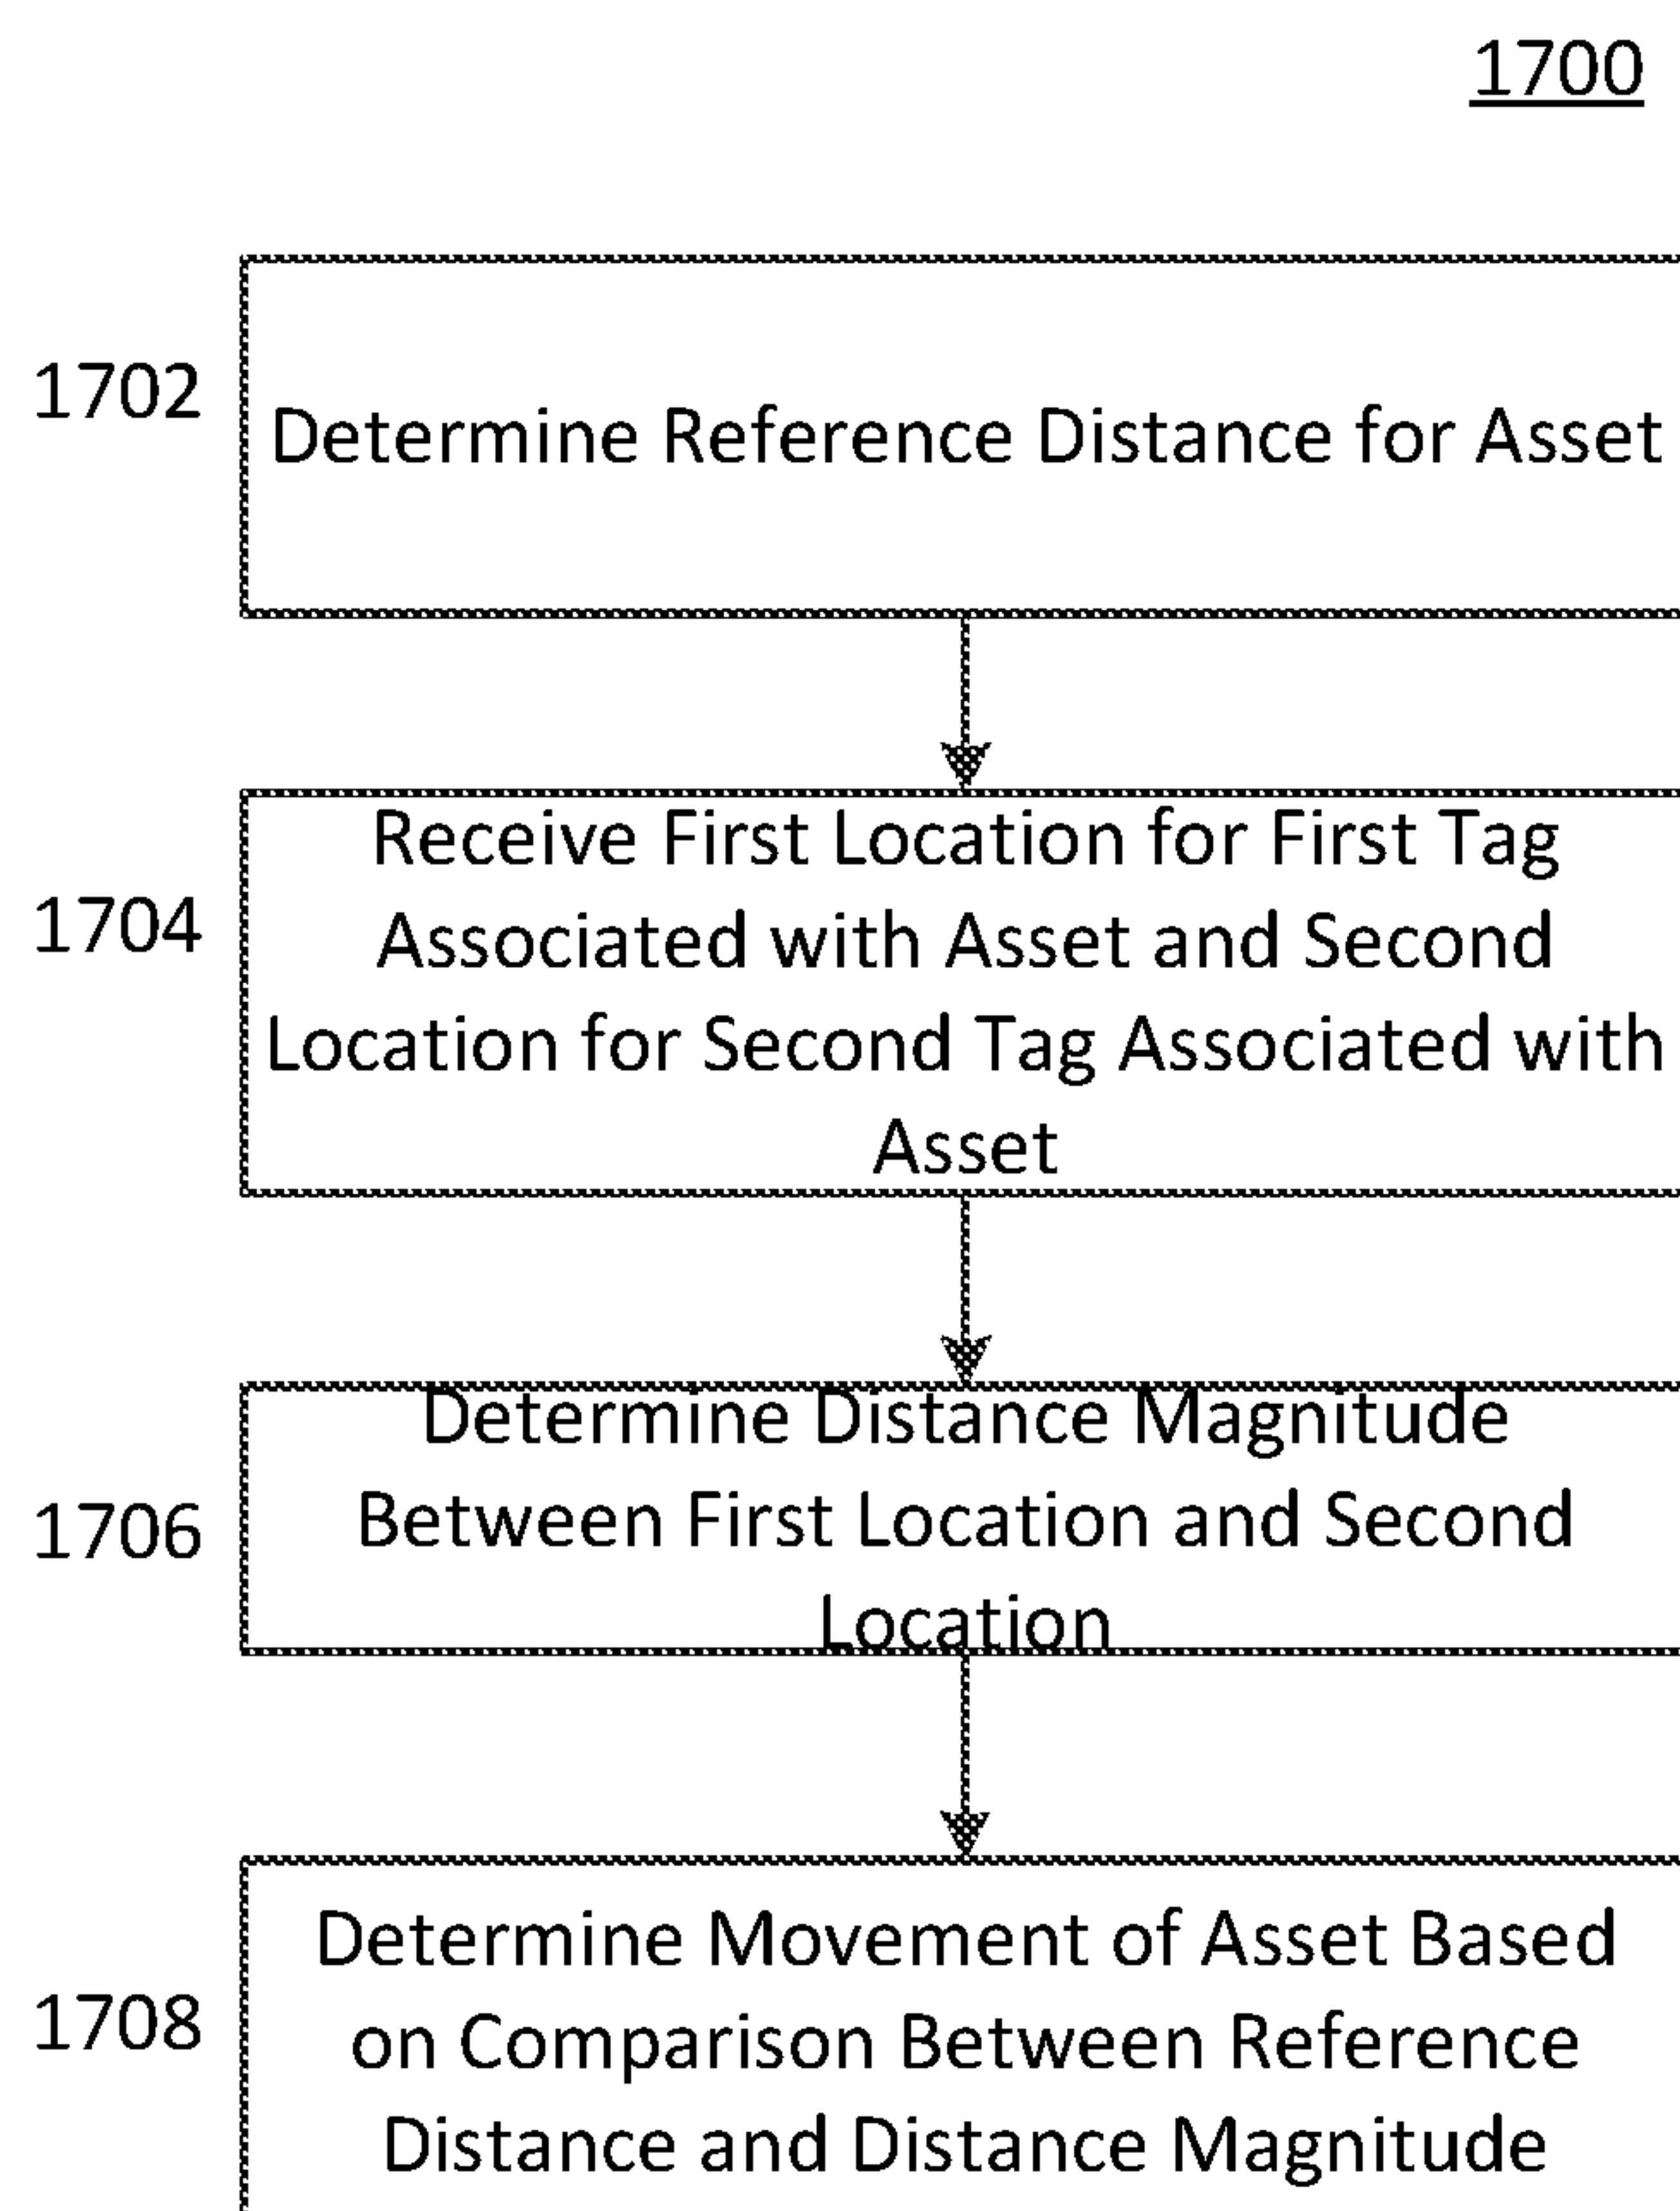 1700
1702
Determine Reference Distance for Asset
1704
Receive First Location for First Tag
Associated with Asset and Second
Location for Second Tag Associated with
Asset
1706
Determine Distance Magnitude
Between First Location and Second
Location
1708
Determine Movement of Asset Based
on Comparison Between Reference
Distance and Distance Magnitude